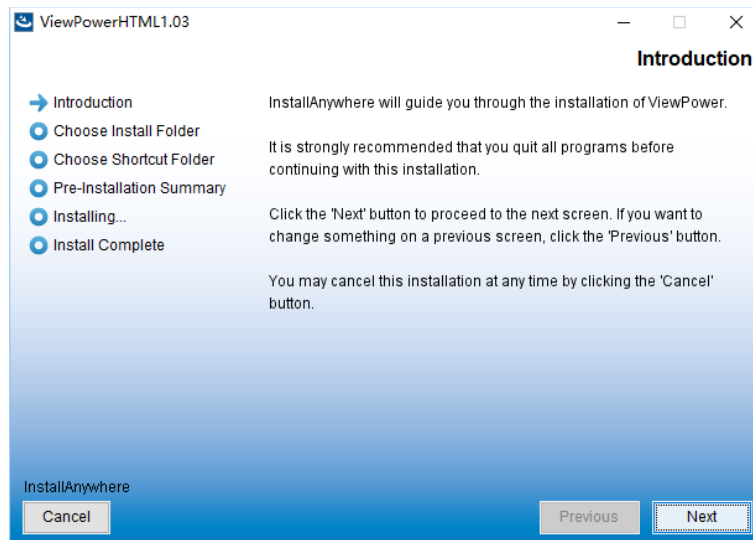 ViewPowerHTML1.03
Introduction
Introduction
Choose Install Folder
Choose Shortcut Folder
Pre-Installation Summary
Installing...
Install Complete
InstallAnywhere will guide you through the installation of ViewPower.
It is strongly recommended that you quit all programs before
continuing with this installation.
Click the 'Next' button to proceed to the next screen. If you want to
change something on a previous screen, click the 'Previous' button.
You may cancel this installation at any time by clicking the 'Cancel'
button.
InstallAnywhere
Cancel
Previous
Next